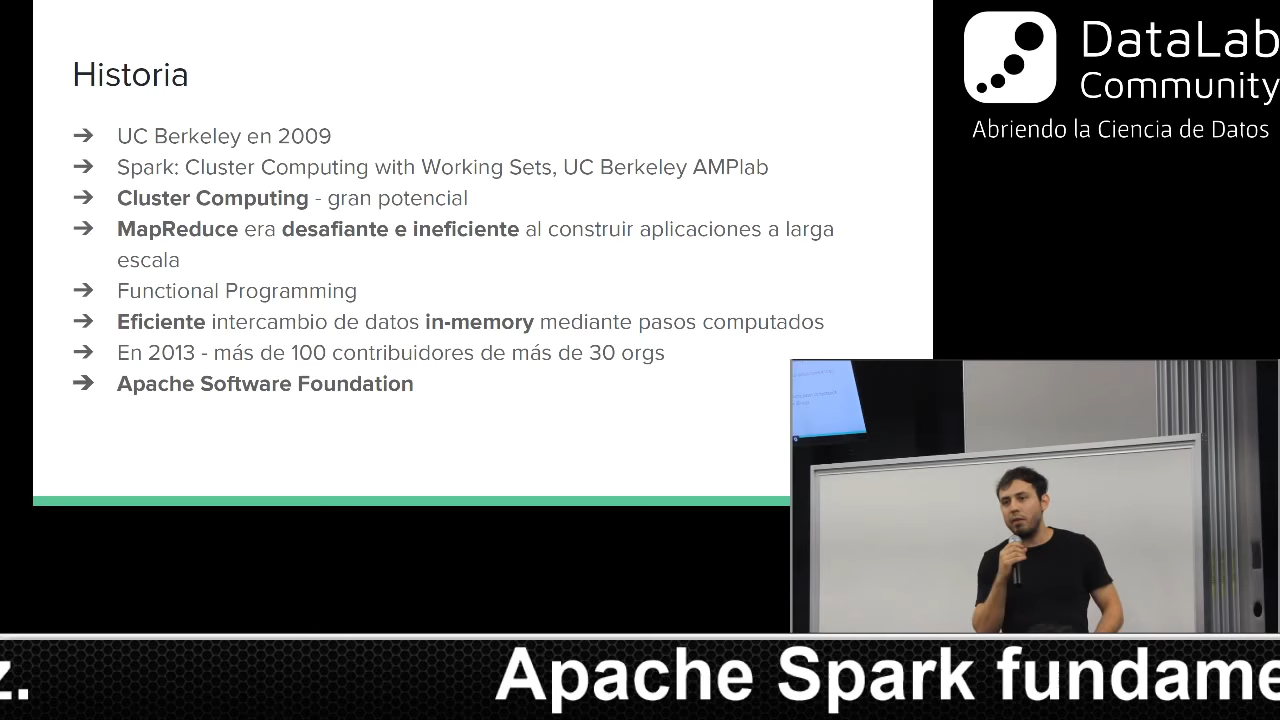 Historia
➔ UC Berkeley en 2009
➔ Spark: Cluster Computing with Working Sets, UC Berkeley AMPlab
➔ Cluster Computing - gran potencial
➔ MapReduce era desafiante e ineficiente al construir aplicaciones a larga
escala
➔ Functional Programming
➔ Eficiente intercambio de datos in-memory mediante pasos computados
➔ En 2013 - más de 100 contribuidores de más de 30 orgs
➔ Apache Software Foundation
DataLab
Community
Abriendo la Ciencia de Datos
z. Apache Spark fundame